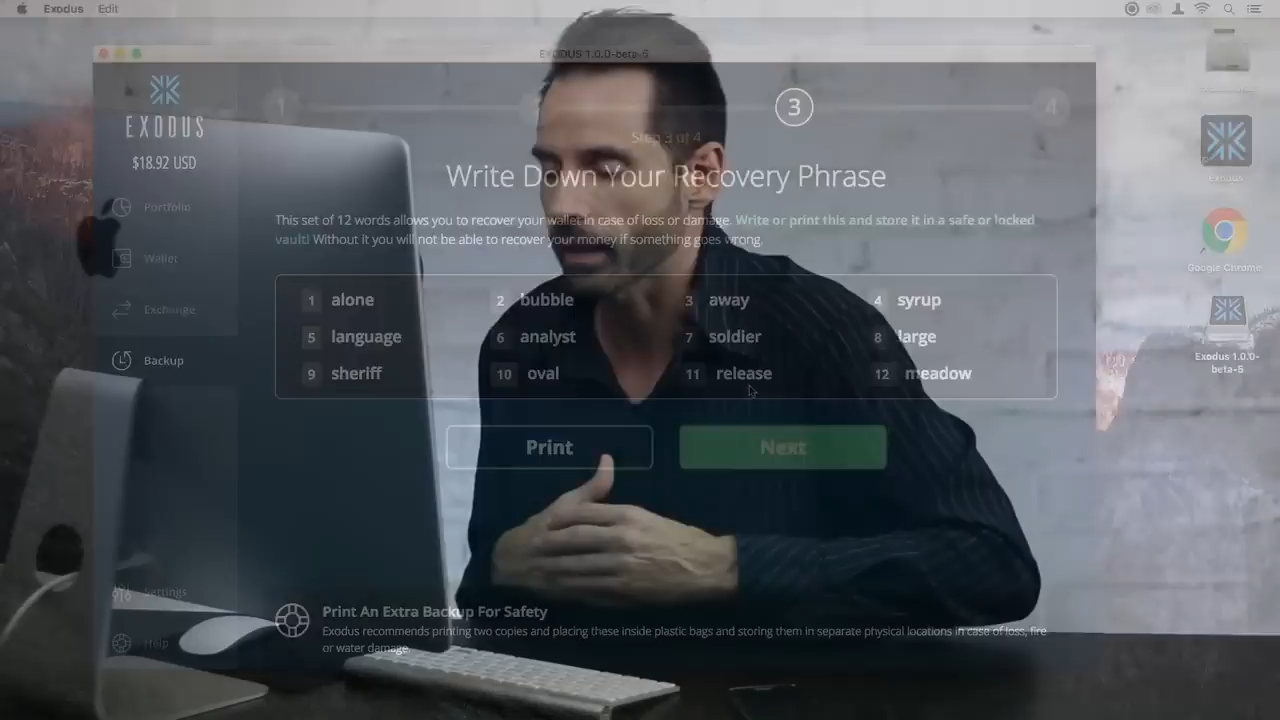 Exodus Edit
EXODUS 1.0.0-beta-5
EXODUS
$18.92 USD
Portfolio
Wallet
Exchange
Backup
Settings
Help
1 3 4
Step 3 of 4
Write Down Your Recovery Phrase
This set of 12 words allows you to recover your wallet in case of loss or damage. Write or print this and store it in a safe or locked
vault! Without it you will not be able to recover your money if something goes wrong.
1 alone 2 bubble 3 away 4 syrup
5 language 6 analyst 7 soldier 8 large
9 sheriff 10 oval 11 release 12 meadow
Print Next
Print An Extra Backup For Safety
Exodus recommends printing two copies and placing these inside plastic bags and storing them in separate physical locations in case of loss, fire
or water damage.
Exodus
Google Chrome
Exodus 1.0.0-
beta-5